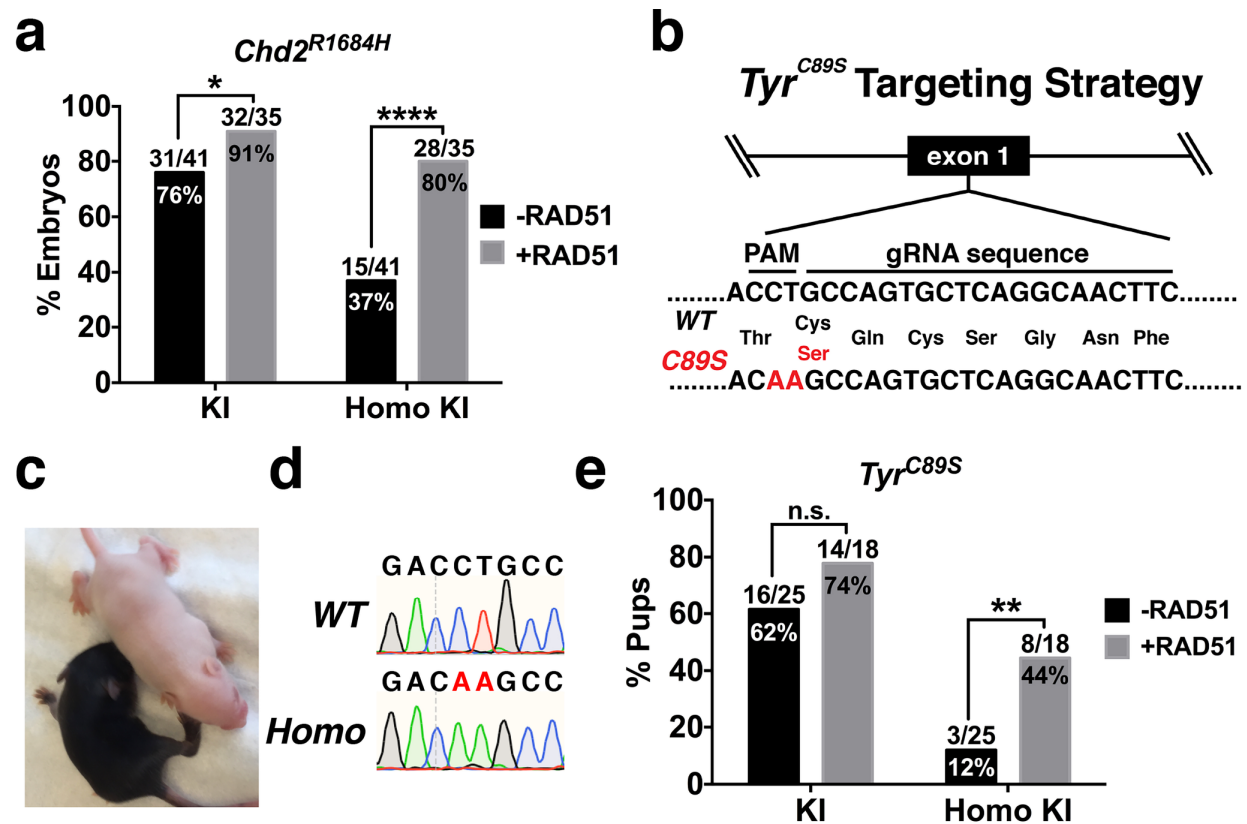 a
Chd2R1684H
% Embryos
100
80
60
40
20
0
*
31/41
76%
32/35
91%
****
15/41
37%
28/35
80%
KI
Homo KI
-RAD51
+RAD51
b
TyrC89S Targeting Strategy
exon 1
PAM gRNA sequence
........ACCTGCCAGTGCTCAGGCAACTTC........
WT
Thr Cys Gln Cys Ser Gly Asn Phe
C89S Ser
........ACAAGCCAGTGCTCAGGCAACTTC........
c
d
GACCTGCC
WT
GACAAGCC
Homo
e
TyrC89S
% Pups
100
80
60
40
20
0
n.s.
16/25
62%
14/18
74%
**
3/25
12%
8/18
44%
KI
Homo KI
-RAD51
+RAD51